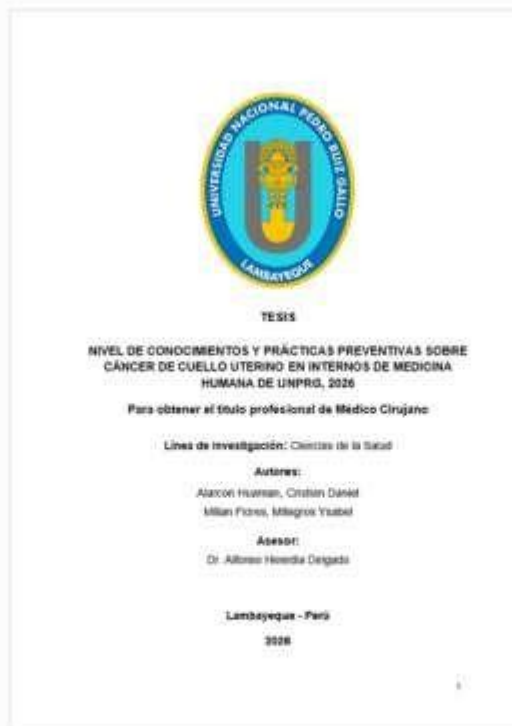 UNIVERSIDAD NACIONAL PEDRO RUIZ GALLO
LAMBAYEQUE
TESIS
NIVEL DE CONOCIMIENTOS Y PRÁCTICAS PREVENTIVAS SOBRE
CÁNCER DE CUELLO UTERINO EN INTERNOS DE MEDICINA
HUMANA DE UNPRG, 2026
Para obtener el título profesional de Médico Cirujano
Línea de investigación: Ciencias de la Salud
Autores:
Alarcon Huaman, Cristian Daniel
Millan Flores, Milagros Ysabel
Asesor:
Dr. Alfonso Heredia Delgado
Lambayeque - Perú
2026